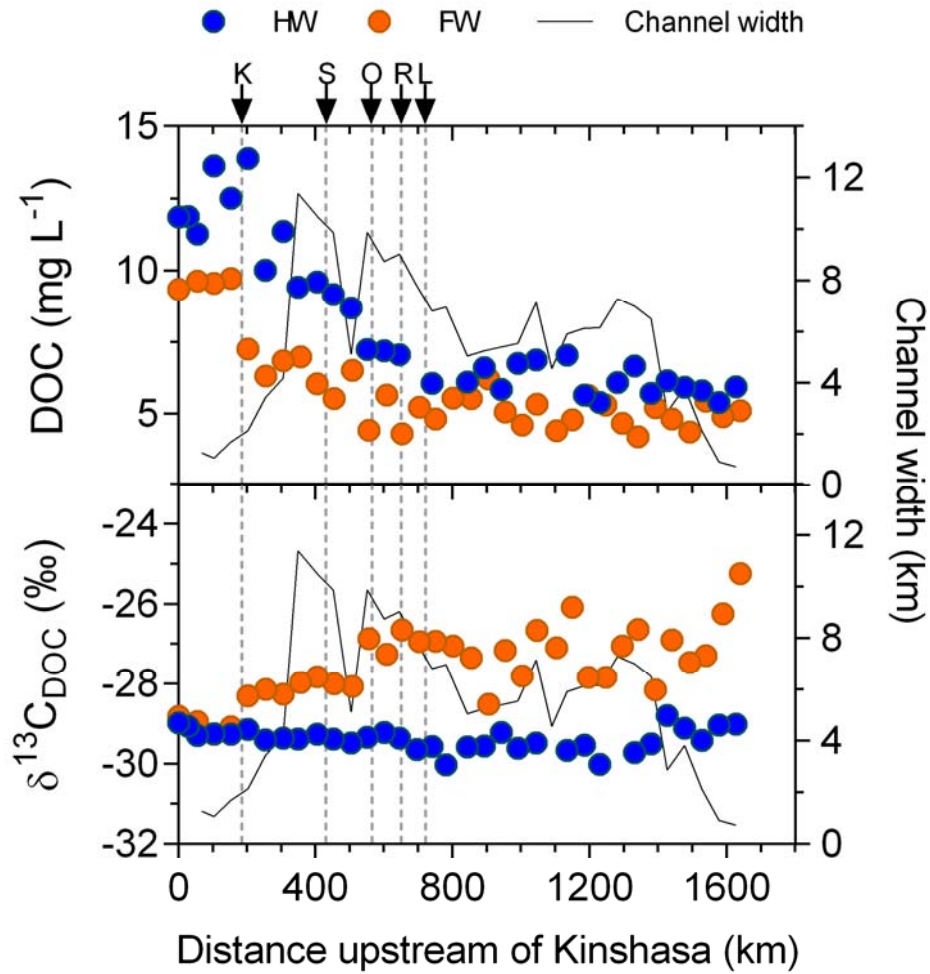 HW FW Channel width
K S O R L
DOC (mg L⁻¹)
15
10
5
12
8
4
0
Channel width (km)
δ¹³C_DOC (‰)
-24
-26
-28
-30
-32
12
8
4
0
0 400 800 1200 1600
Distance upstream of Kinshasa (km)